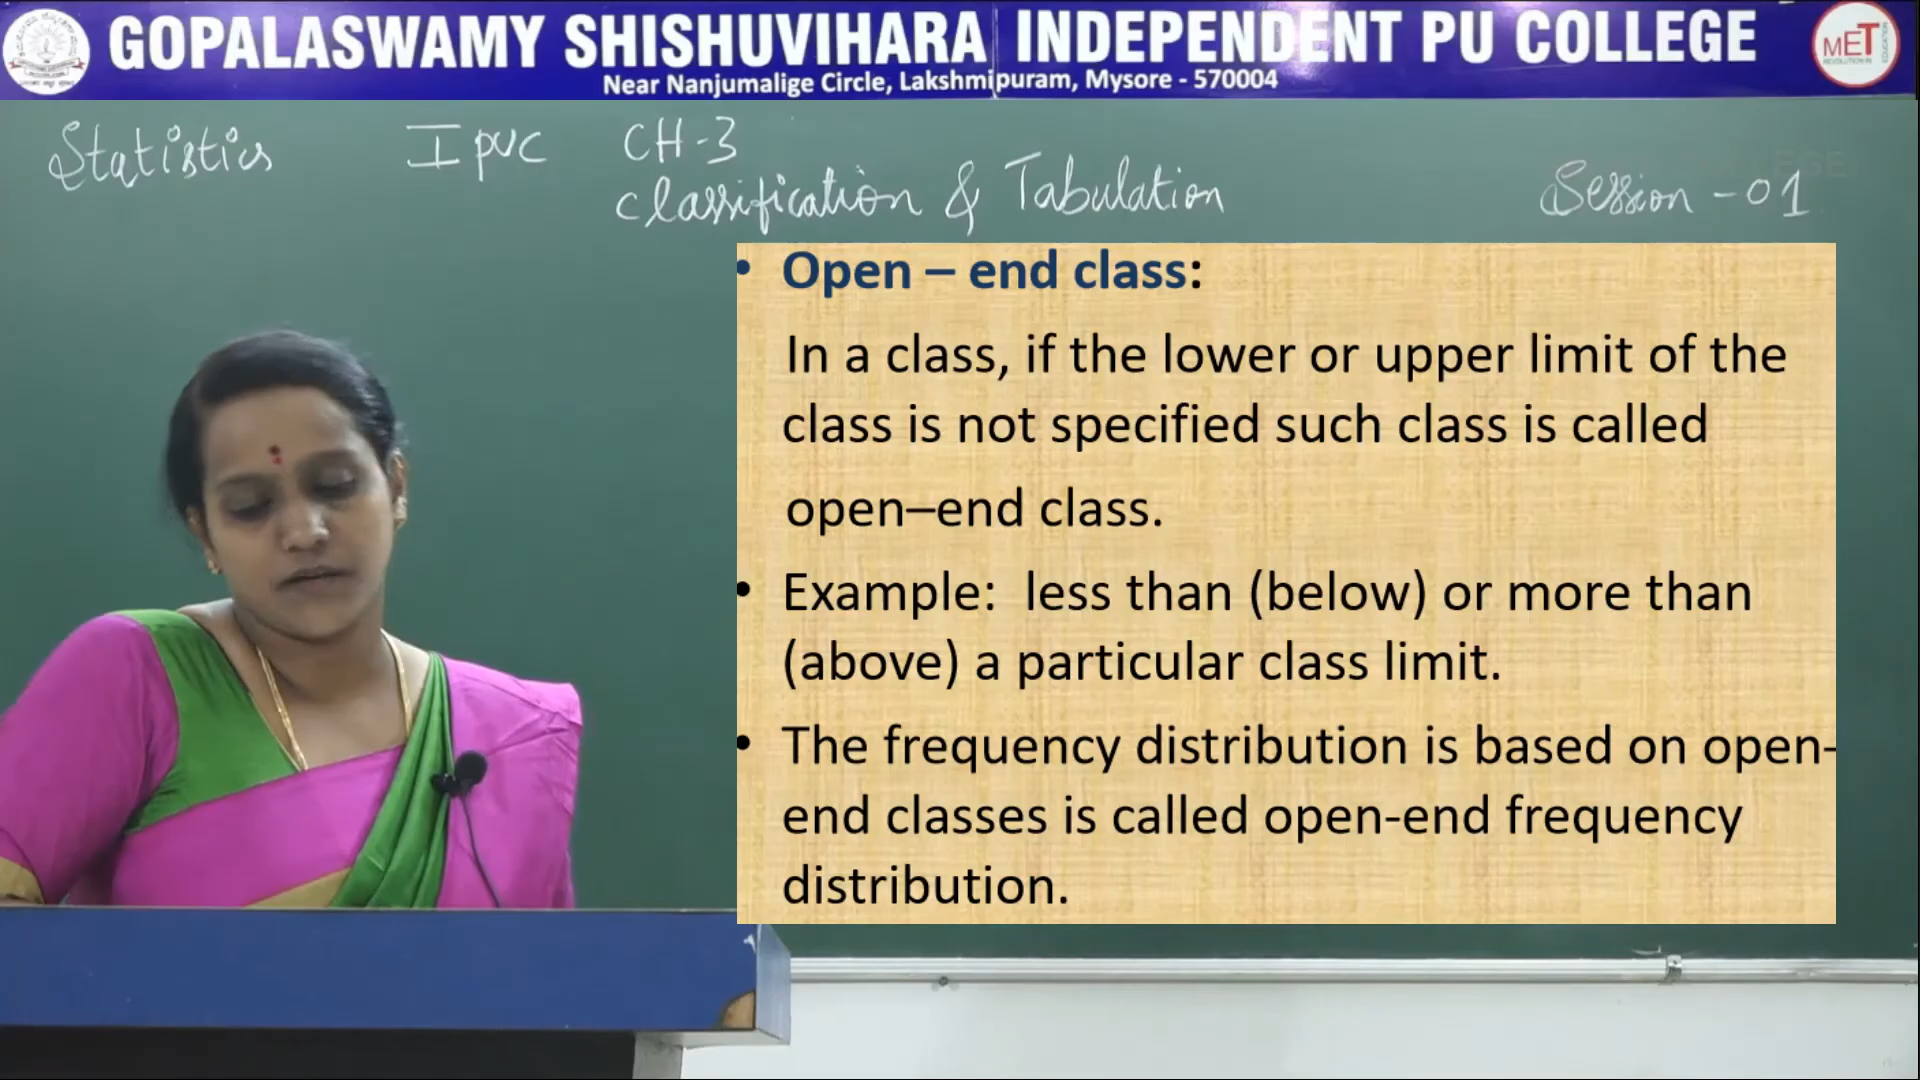 GOPALASWAMY SHISHUVIHARA INDEPENDENT PU COLLEGE
Near Nanjumalige Circle, Lakshmipuram, Mysore - 570004
MET
Statistics I PUC CH-3
Classification & Tabulation
Session - 01
• Open – end class:
In a class, if the lower or upper limit of the
class is not specified such class is called
open–end class.
• Example: less than (below) or more than
(above) a particular class limit.
• The frequency distribution is based on open-
end classes is called open-end frequency
distribution.